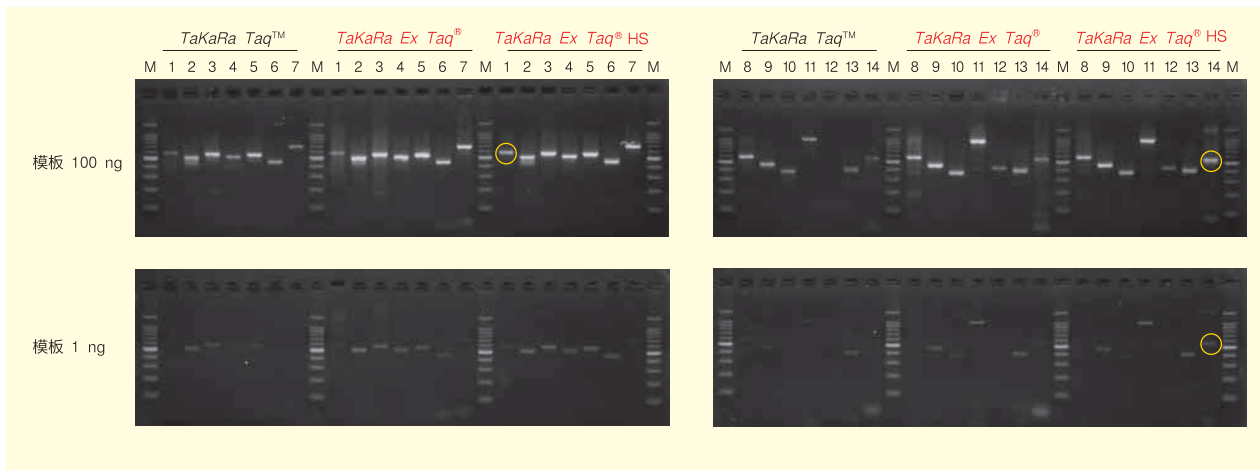 TaKaRa Taq™ TaKaRa Ex Taq® TaKaRa Ex Taq® HS TaKaRa Taq™ TaKaRa Ex Taq® TaKaRa Ex Taq® HS
M 1 2 3 4 5 6 7 M 1 2 3 4 5 6 7 M 1 2 3 4 5 6 7 M M 8 9 10 11 12 13 14 M 8 9 10 11 12 13 14 M 8 9 10 11 12 13 14 M
模板 100 ng
模板 1 ng